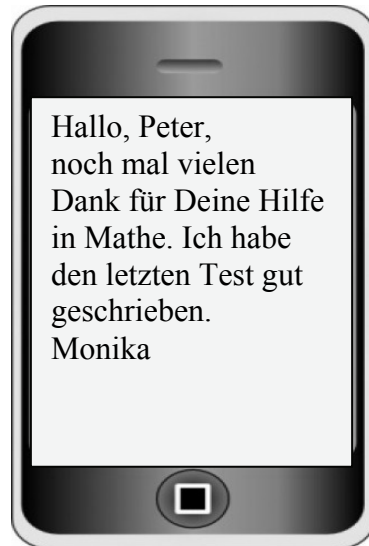 Hallo, Peter,
noch mal vielen
Dank für Deine Hilfe
in Mathe. Ich habe
den letzten Test gut
geschrieben.
Monika